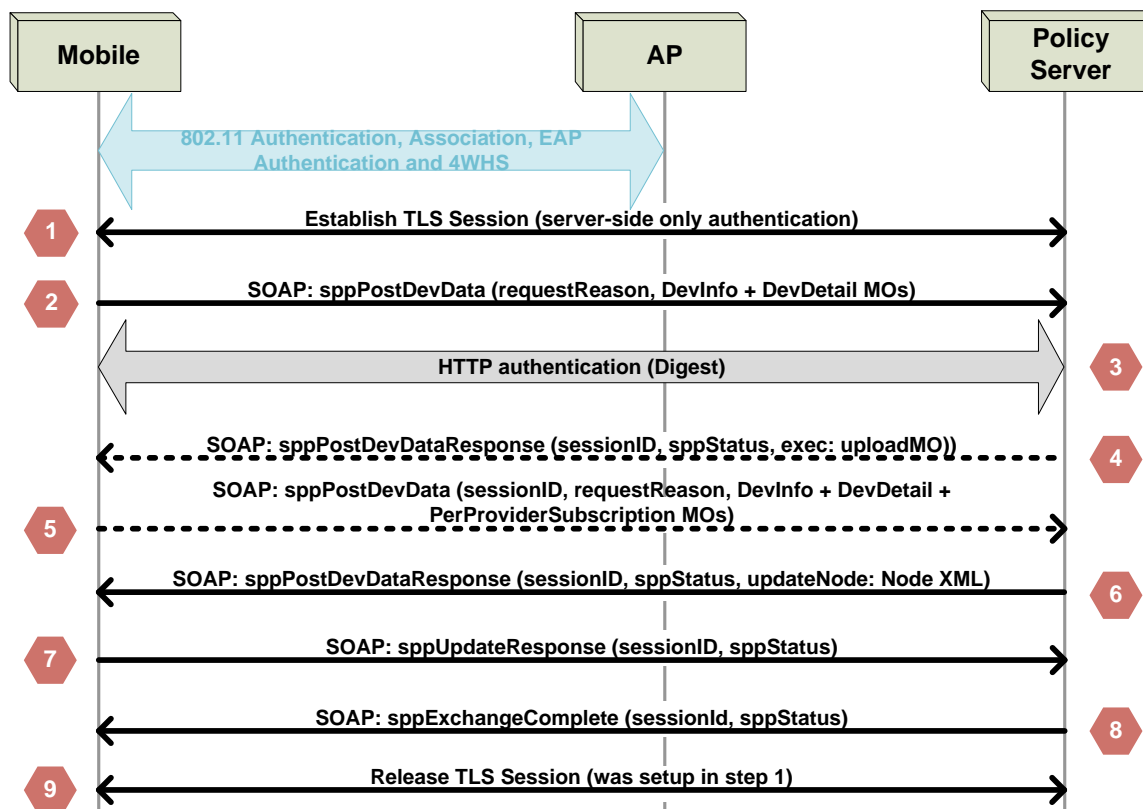 Mobile
AP
Policy
Server
802.11 Authentication, Association, EAP
Authentication and 4WHS
1
Establish TLS Session (server-side only authentication)
2
SOAP: sppPostDevData (requestReason, DevInfo + DevDetail MOs)
HTTP authentication (Digest)
3
SOAP: sppPostDevDataResponse (sessionID, sppStatus, exec: uploadMO))
4
SOAP: sppPostDevData (sessionID, requestReason, DevInfo + DevDetail +
PerProviderSubscription MOs)
5
SOAP: sppPostDevDataResponse (sessionID, sppStatus, updateNode: Node XML)
6
SOAP: sppUpdateResponse (sessionID, sppStatus)
7
SOAP: sppExchangeComplete (sessionId, sppStatus)
8
Release TLS Session (was setup in step 1)
9